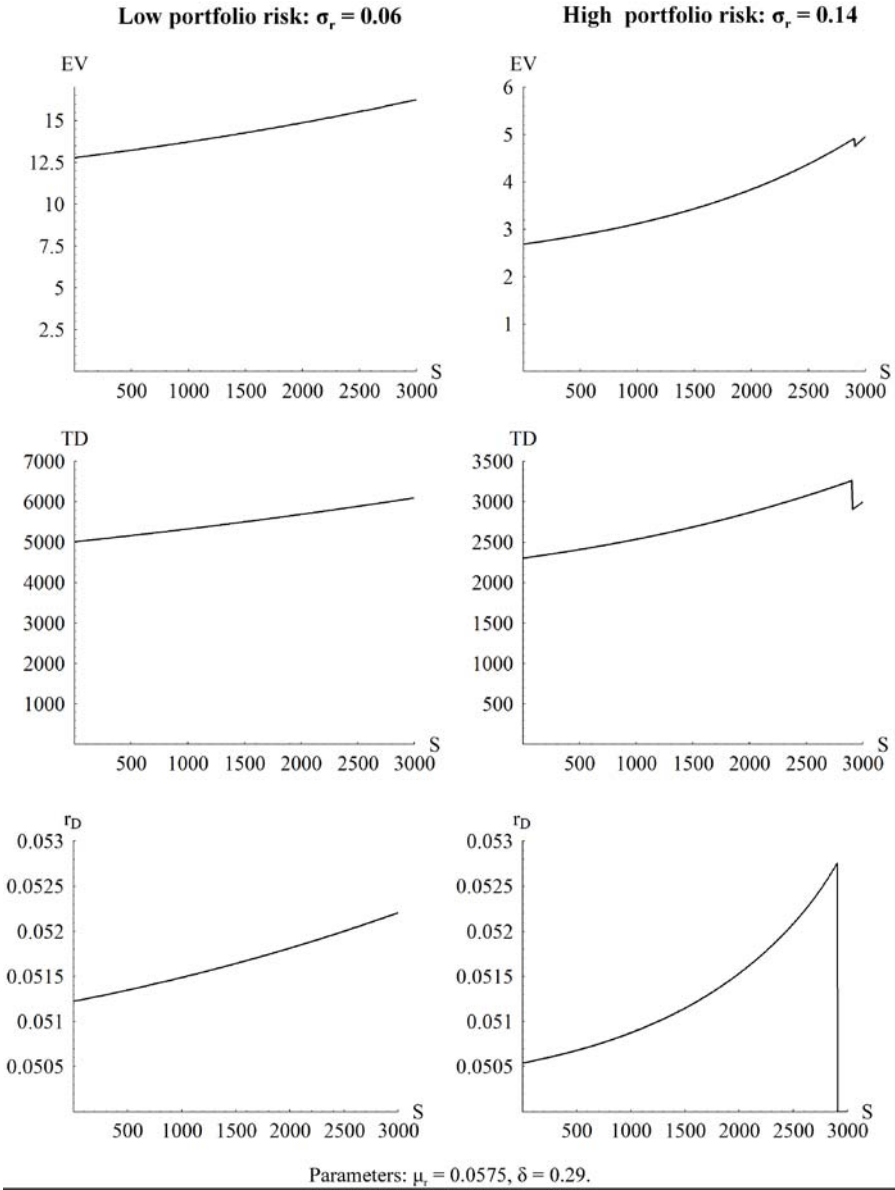 Low portfolio risk: σr = 0.06
High portfolio risk: σr = 0.14
EV
15
12.5
10
7.5
5
2.5
S
500 1000 1500 2000 2500 3000
EV
6
5
4
3
2
1
S
500 1000 1500 2000 2500 3000
TD
7000
6000
5000
4000
3000
2000
1000
S
500 1000 1500 2000 2500 3000
TD
3500
3000
2500
2000
1500
1000
500
S
500 1000 1500 2000 2500 3000
rD
0.053
0.0525
0.052
0.0515
0.051
0.0505
S
500 1000 1500 2000 2500 3000
rD
0.053
0.0525
0.052
0.0515
0.051
0.0505
S
500 1000 1500 2000 2500 3000
Parameters: μr = 0.0575, δ = 0.29.